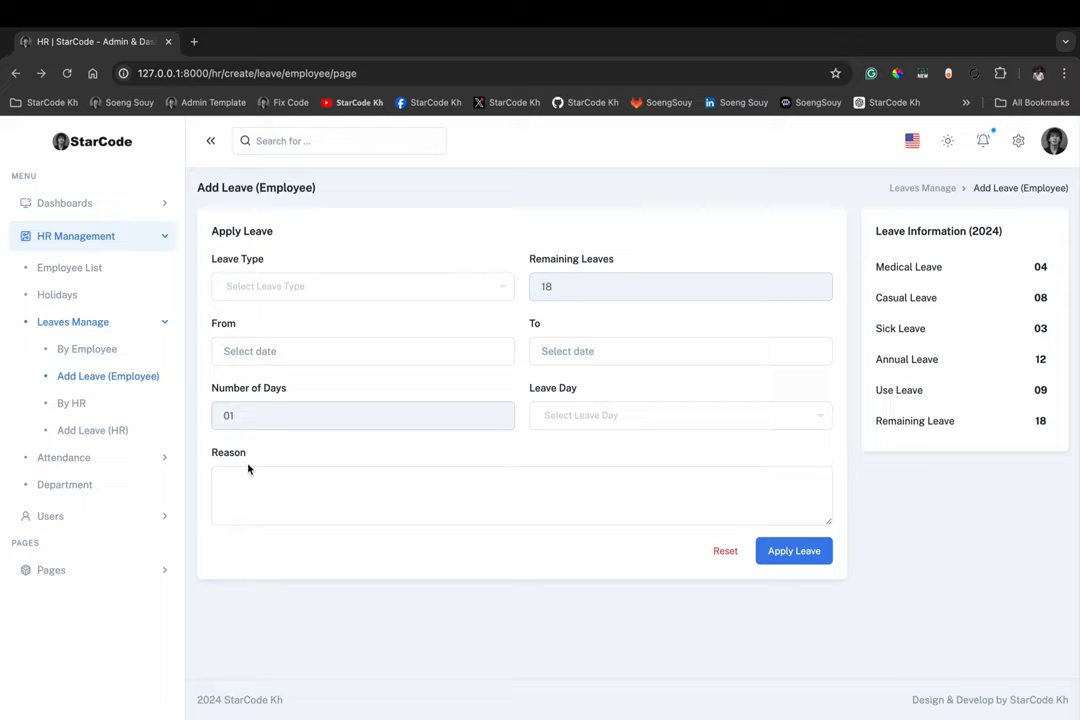 HR | StarCode - Admin & Das
127.0.0.1:8000/hr/create/leave/employee/page
StarCode Kh
Soeng Souy
Admin Template
Fix Code
StarCode Kh
StarCode Kh
StarCode Kh
StarCode Kh
SoengSouy
Soeng Souy
SoengSouy
StarCode Kh
All Bookmarks
StarCode
Search for ...
MENU
Dashboards
HR Management
Employee List
Holidays
Leaves Manage
By Employee
Add Leave (Employee)
By HR
Add Leave (HR)
Attendance
Department
Users
PAGES
Pages
Add Leave (Employee)
Leaves Manage
Add Leave (Employee)
Apply Leave
Leave Type
Remaining Leaves
Select Leave Type
18
From
To
Select date
Select date
Number of Days
Leave Day
01
Select Leave Day
Reason
Reset
Apply Leave
Leave Information (2024)
Medical Leave 04
Casual Leave 08
Sick Leave 03
Annual Leave 12
Use Leave 09
Remaining Leave 18
2024 StarCode Kh
Design & Develop by StarCode Kh